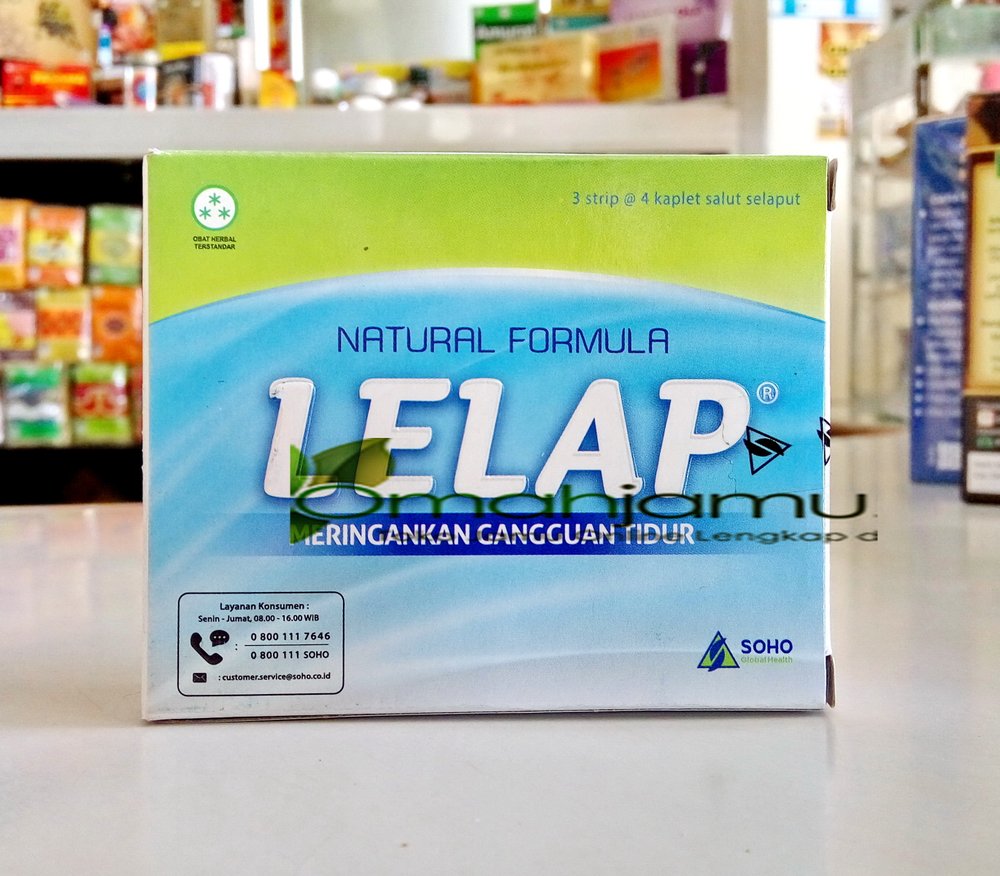 3 strip @ 4 kaplet salut selaput
OBAT HERBAL
TERSTANDAR
NATURAL FORMULA
LELAP®
Omahjamu.
MERINGANKAN GANGGUAN TIDUR
Online Lengkap d
Layanan Konsumen :
Senin - Jumat, 08.00 - 16.00 WIB
: 0 800 111 7646
0 800 111 SOHO
: customer.service@soho.co.id
SOHO
Global Health